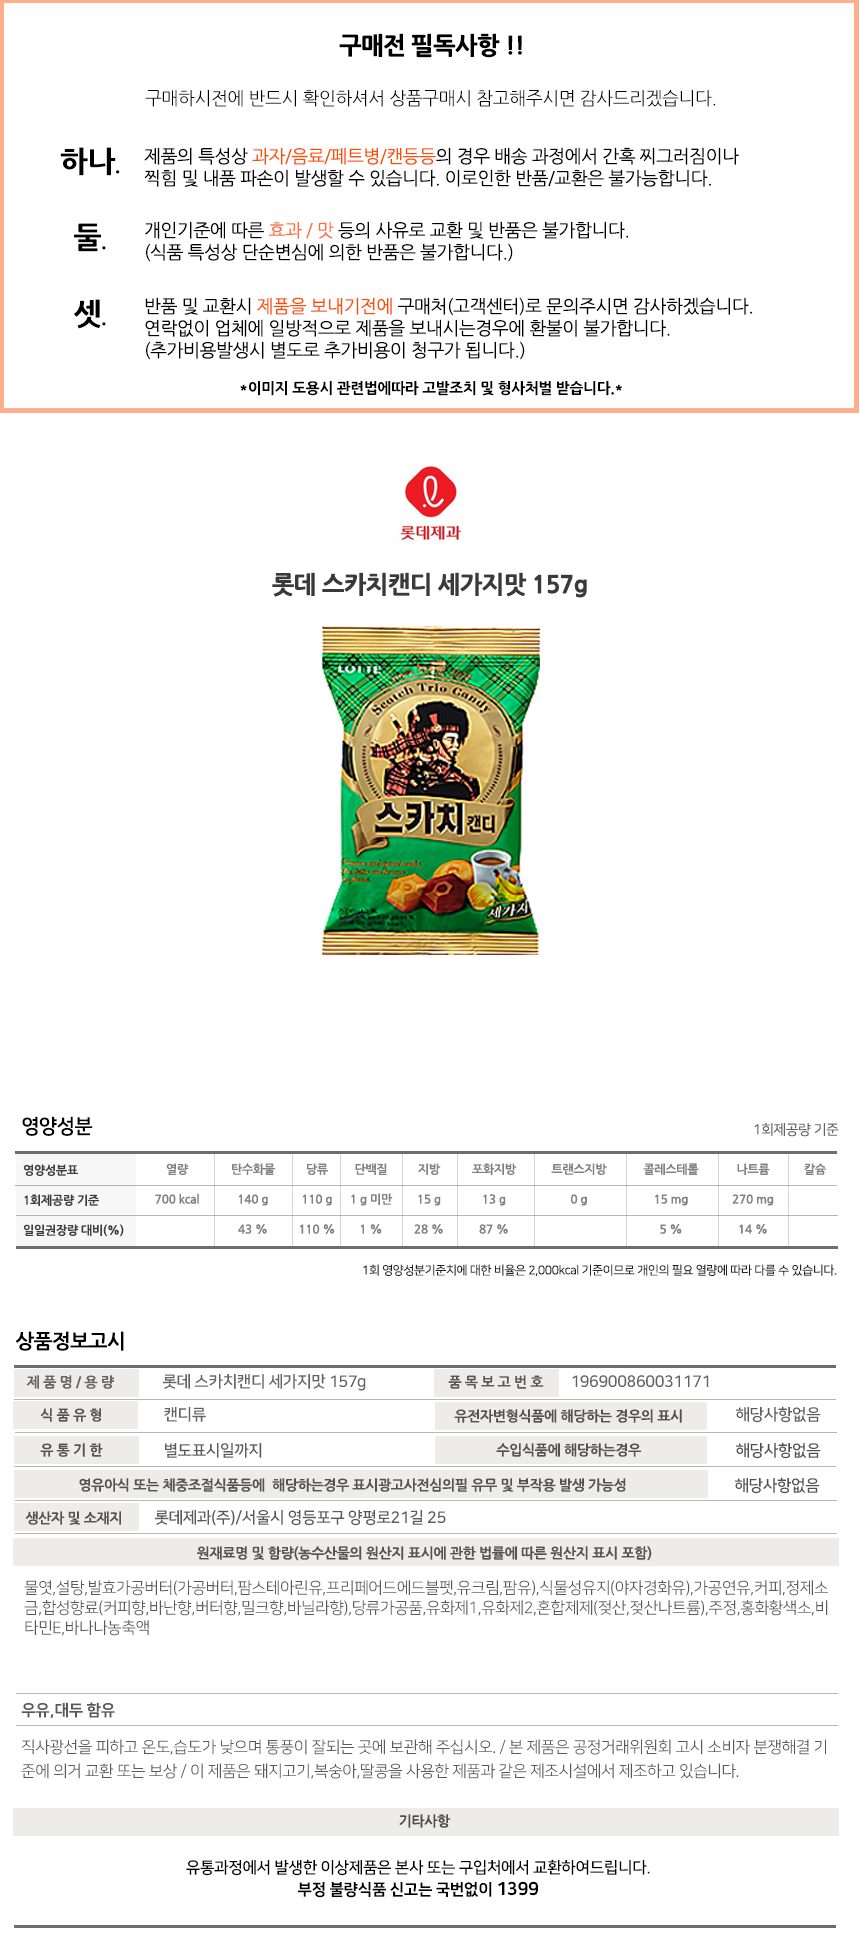 구매전 필독사항 !!
구매하시전에 반드시 확인하셔서 상품구매시 참고해주시면 감사드리겠습니다.
하나. 제품의 특성상 과자/음료/페트병/캔등등의 경우 배송 과정에서 간혹 찌그러짐이나
찍힘 및 내품 파손이 발생할 수 있습니다. 이로인한 반품/교환은 불가능합니다.
둘. 개인기준에 따른 효과 / 맛 등의 사유로 교환 및 반품은 불가합니다.
(식품 특성상 단순변심에 의한 반품은 불가합니다.)
셋. 반품 및 교환시 제품을 보내기전에 구매처(고객센터)로 문의주시면 감사하겠습니다.
연락없이 업체에 일방적으로 제품을 보내시는경우에 환불이 불가합니다.
(추가비용발생시 별도로 추가비용이 청구가 됩니다.)
*이미지 도용시 관련법에따라 고발조치 및 형사처벌 받습니다.*
롯데제과
롯데 스카치캔디 세가지맛 157g
LOTTE
Scotch Trio Candy
스카치 캔디
세가지
영양성분 1회제공량 기준
영양성분표 열량 탄수화물 당류 단백질 지방 포화지방 트랜스지방 콜레스테롤 나트륨 칼슘
1회제공량 기준 700 kcal 140 g 110 g 1 g 미만 15 g 13 g 0 g 15 mg 270 mg
일일권장량 대비(%) 43 % 110 % 1 % 28 % 87 % 5 % 14 %
1회 영양성분기준치에 대한 비율은 2,000kcal 기준이므로 개인의 필요 열량에 따라 다를 수 있습니다.
상품정보고시
제 품 명 / 용 량 롯데 스카치캔디 세가지맛 157g 품 목 보 고 번 호 196900860031171
식 품 유 형 캔디류 유전자변형식품에 해당하는 경우의 표시 해당사항없음
유 통 기 한 별도표시일까지 수입식품에 해당하는경우 해당사항없음
영유아식 또는 체중조절식품등에 해당하는경우 표시광고사전심의필 유무 및 부작용 발생 가능성 해당사항없음
생산자 및 소재지 롯데제과(주)/서울시 영등포구 양평로21길 25
원재료명 및 함량(농수산물의 원산지 표시에 관한 법률에 따른 원산지 표시 포함)
물엿,설탕,발효가공버터(가공버터,팜스테아린유,프리페어드에드블펫,유크림,팜유),식물성유지(야자경화유),가공연유,커피,정제소
금,합성향료(커피향,바난향,버터향,밀크향,바닐라향),당류가공품,유화제1,유화제2,혼합제제(젖산,젖산나트륨),주정,홍화황색소,비
타민E,바나나농축액
우유,대두 함유
직사광선을 피하고 온도,습도가 낮으며 통풍이 잘되는 곳에 보관해 주십시오. / 본 제품은 공정거래위원회 고시 소비자 분쟁해결 기
준에 의거 교환 또는 보상 / 이 제품은 돼지고기,복숭아,딸콩을 사용한 제품과 같은 제조시설에서 제조하고 있습니다.
기타사항
유통과정에서 발생한 이상제품은 본사 또는 구입처에서 교환하여드립니다.
부정 불량식품 신고는 국번없이 1399